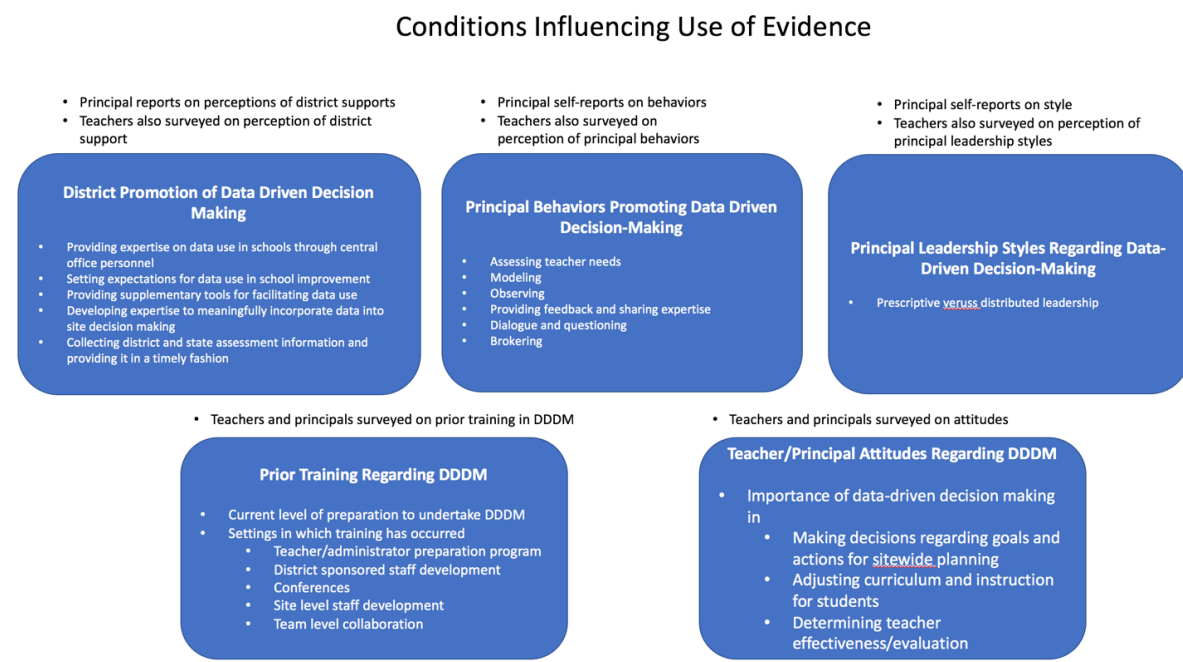 Conditions Influencing Use of Evidence
• Principal reports on perceptions of district supports
• Teachers also surveyed on perception of district
support
• Principal self-reports on behaviors
• Teachers also surveyed on
perception of principal behaviors
• Principal self-reports on style
• Teachers also surveyed on perception of
principal leadership styles
District Promotion of Data Driven Decision
Making
• Providing expertise on data use in schools through central
office personnel
• Setting expectations for data use in school improvement
• Providing supplementary tools for facilitating data use
• Developing expertise to meaningfully incorporate data into
site decision making
• Collecting district and state assessment information and
providing it in a timely fashion
Principal Behaviors Promoting Data Driven
Decision-Making
• Assessing teacher needs
• Modeling
• Observing
• Providing feedback and sharing expertise
• Dialogue and questioning
• Brokering
Principal Leadership Styles Regarding Data-
Driven Decision-Making
• Prescriptive veruss distributed leadership
• Teachers and principals surveyed on prior training in DDDM
Prior Training Regarding DDDM
• Current level of preparation to undertake DDDM
• Settings in which training has occurred
• Teacher/administrator preparation program
• District sponsored staff development
• Conferences
• Site level staff development
• Team level collaboration
• Teachers and principals surveyed on attitudes
Teacher/Principal Attitudes Regarding DDDM
• Importance of data-driven decision making
in
• Making decisions regarding goals and
actions for sitewide planning
• Adjusting curriculum and instruction
for students
• Determining teacher
effectiveness/evaluation